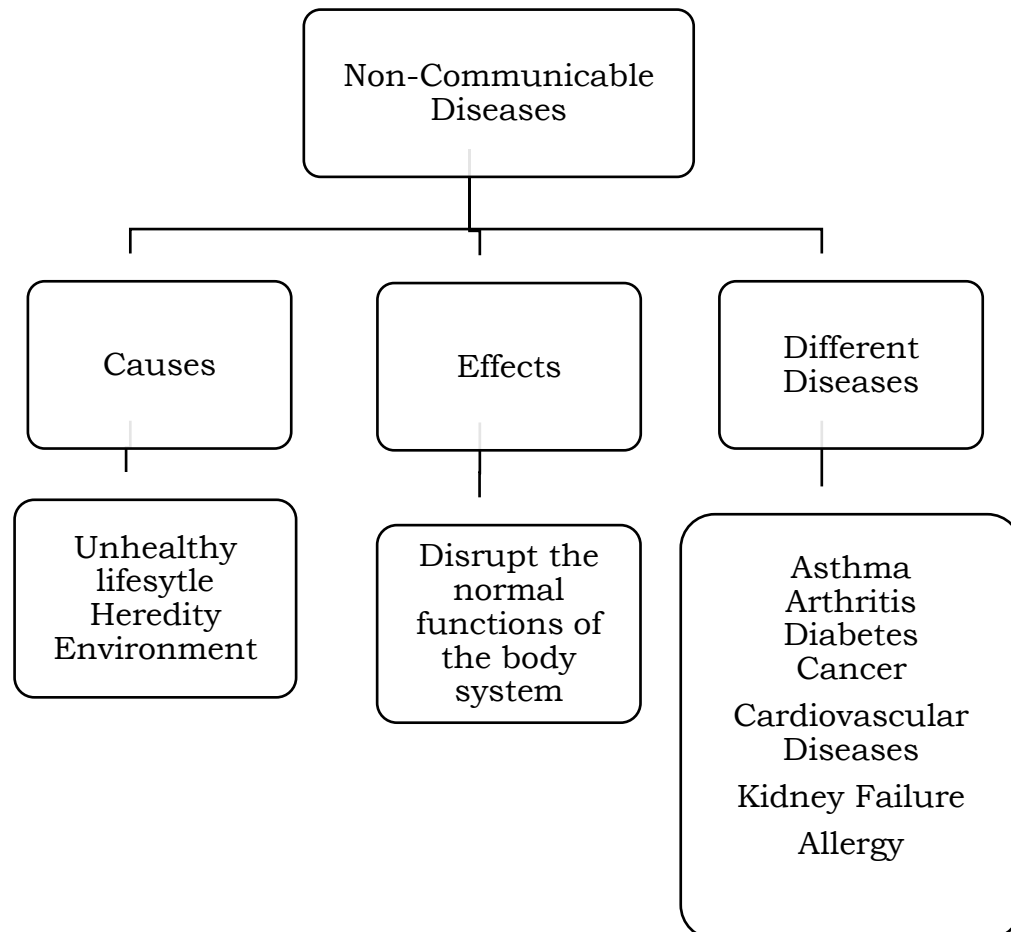 Non-Communicable
Diseases
Causes
Effects
Different
Diseases
Unhealthy
lifesytle
Heredity
Environment
Disrupt the
normal
functions of
the body
system
Asthma
Arthritis
Diabetes
Cancer
Cardiovascular
Diseases
Kidney Failure
Allergy